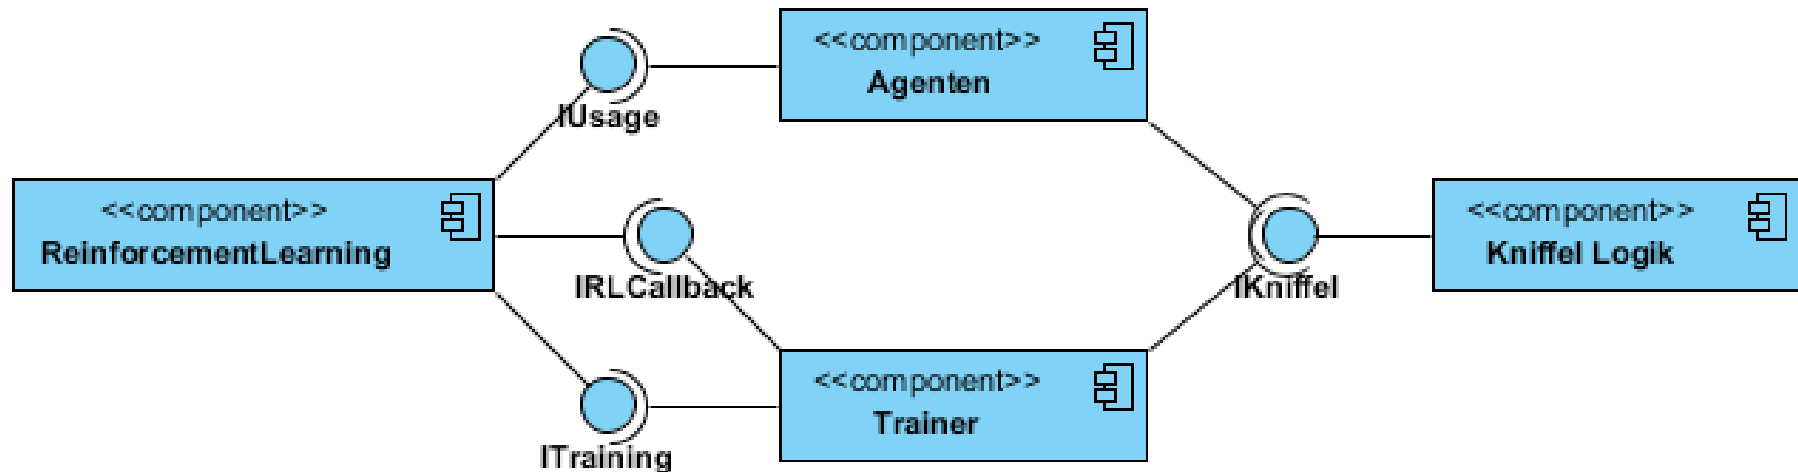 <<component>>
Agenten
IUsage
<<component>>
ReinforcementLearning
IRLCallback
IKniffel
<<component>>
Kniffel Logik
<<component>>
Trainer
ITraining